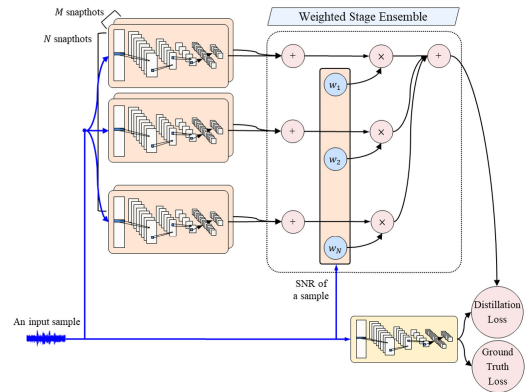 M snapthots
N snapthots
Weighted Stage Ensemble
+
×
+
w1
+
×
w2
+
×
wN
SNR of
a sample
An input sample
Distillation
Loss
Ground
Truth
Loss